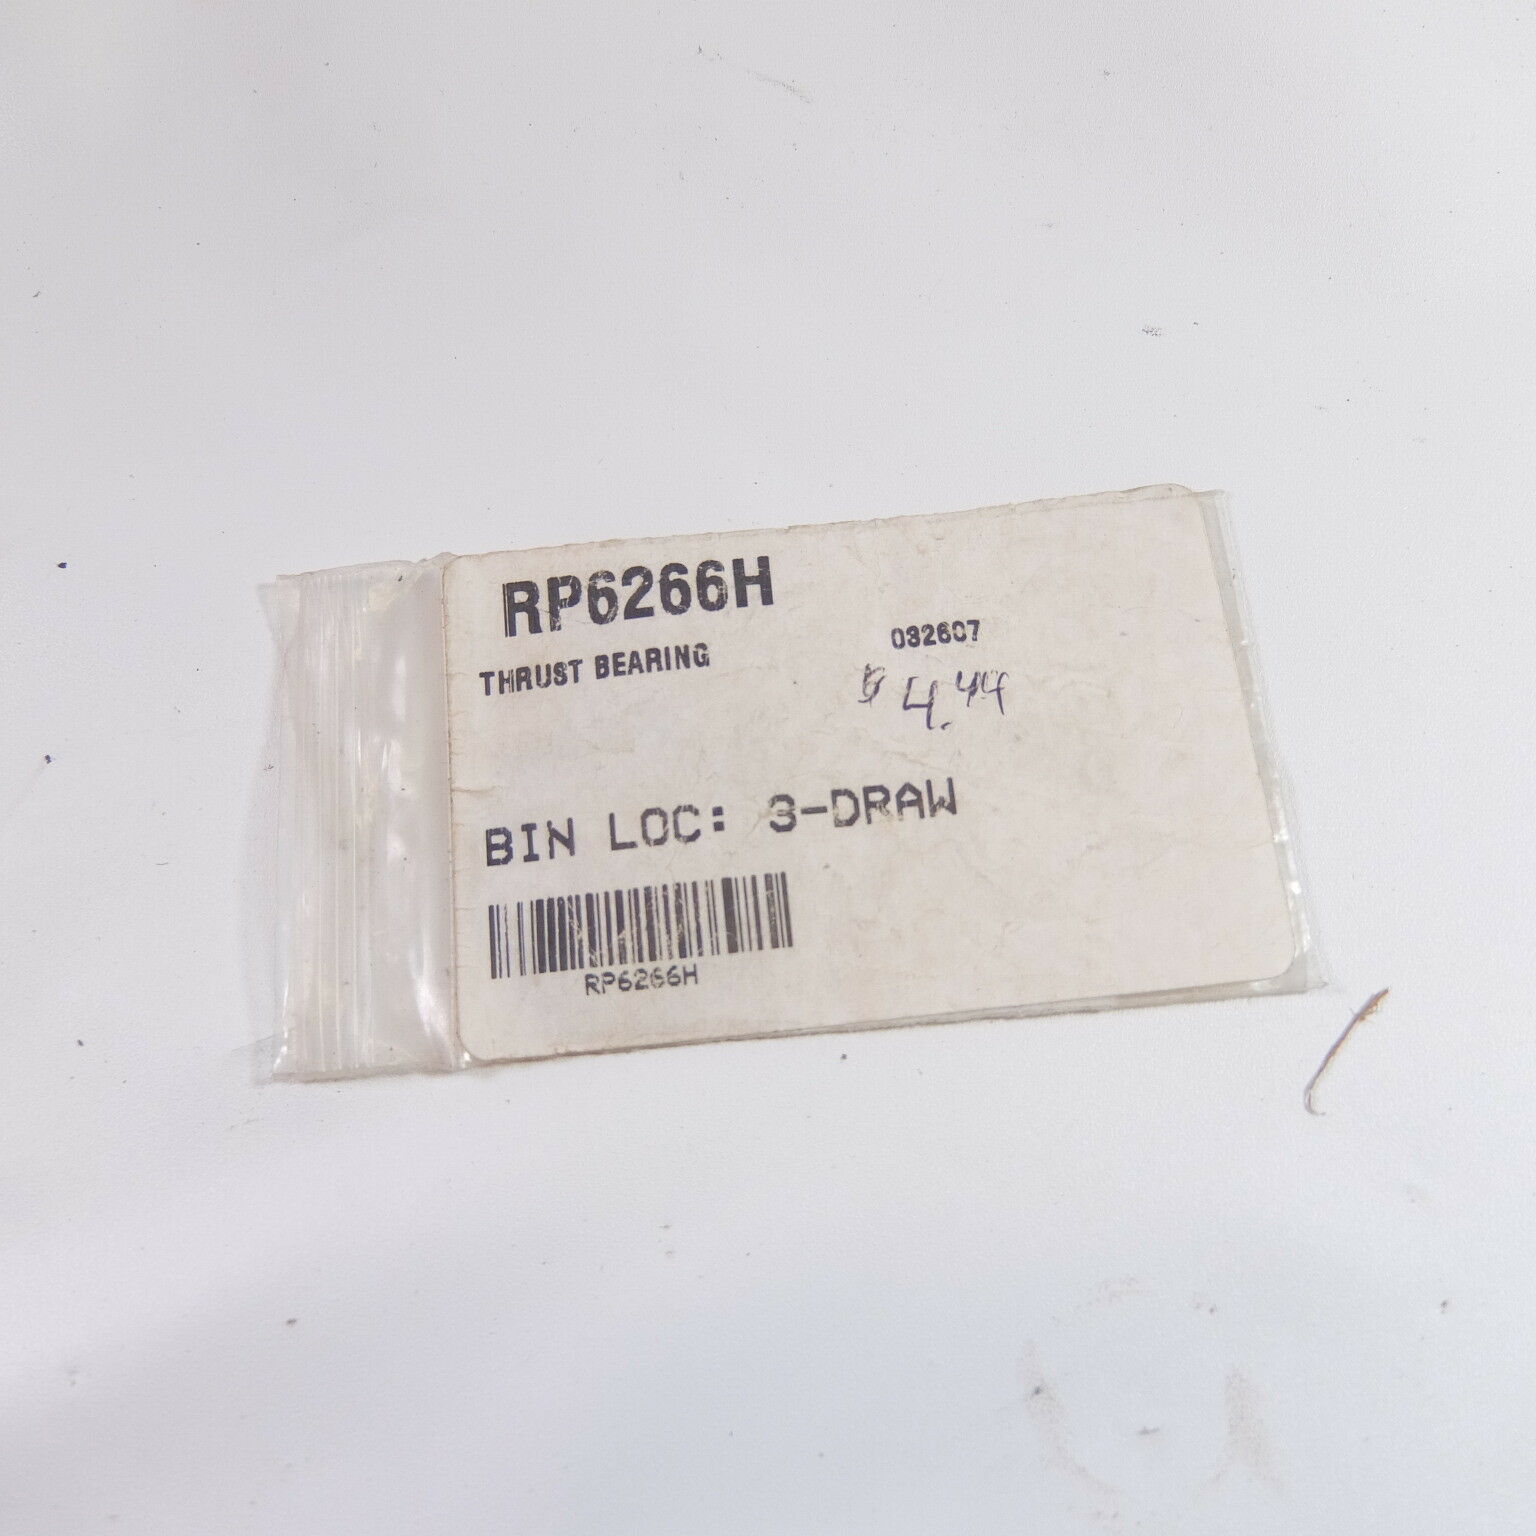 RP6266H
THRUST BEARING
032607
$4.44
BIN LOC: 3-DRAW
RP6266H